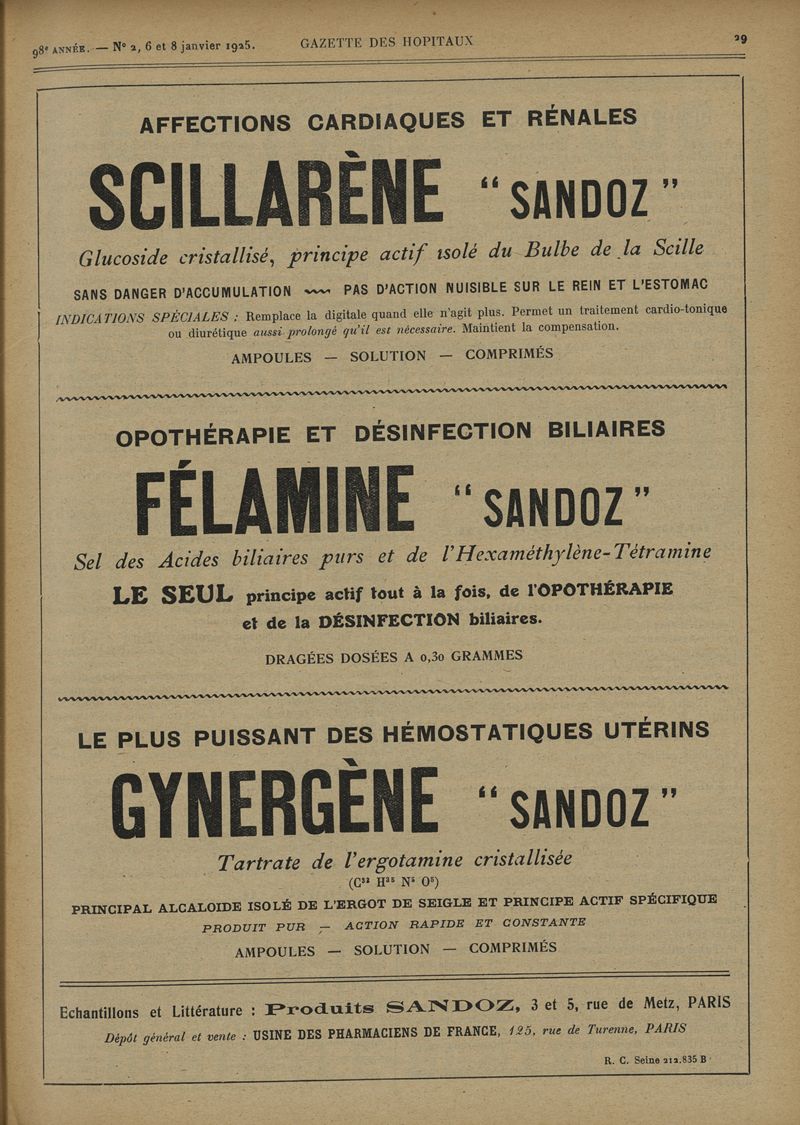 98e ANNÉE. — No 2, 6 et 8 janvier 1925. GAZETTE DES HOPITAUX 29
AFFECTIONS CARDIAQUES ET RÉNALES
SCILLARÈNE “ SANDOZ ”
Glucoside cristallisé, principe actif isolé du Bulbe de la Scille
SANS DANGER D'ACCUMULATION PAS D'ACTION NUISIBLE SUR LE REIN ET L'ESTOMAC
INDICATIONS SPÉCIALES : Remplace la digitale quand elle n'agit plus. Permet un traitement cardio-tonique
ou diurétique aussi prolongé qu'il est nécessaire. Maintient la compensation.
AMPOULES — SOLUTION — COMPRIMÉS
OPOTHÉRAPIE ET DÉSINFECTION BILIAIRES
FÉLAMINE “ SANDOZ ”
Sel des Acides biliaires purs et de l'Hexaméthylène-Tétramine
LE SEUL principe actif tout à la fois, de l'OPOTHÉRAPIE
et de la DÉSINFECTION biliaires.
DRAGÉES DOSÉES A 0,30 GRAMMES
LE PLUS PUISSANT DES HÉMOSTATIQUES UTÉRINS
GYNERGÈNE “ SANDOZ ”
Tartrate de l'ergotamine cristallisée
(C³³ H³⁵ N⁵ O⁵)
PRINCIPAL ALCALOIDE ISOLÉ DE L'ERGOT DE SEIGLE ET PRINCIPE ACTIF SPÉCIFIQUE
PRODUIT PUR — ACTION RAPIDE ET CONSTANTE
AMPOULES — SOLUTION — COMPRIMÉS
Echantillons et Littérature : Produits SANDOZ, 3 et 5, rue de Metz, PARIS
Dépôt général et vente : USINE DES PHARMACIENS DE FRANCE, 125, rue de Turenne, PARIS
R. C. Seine 212.835 B